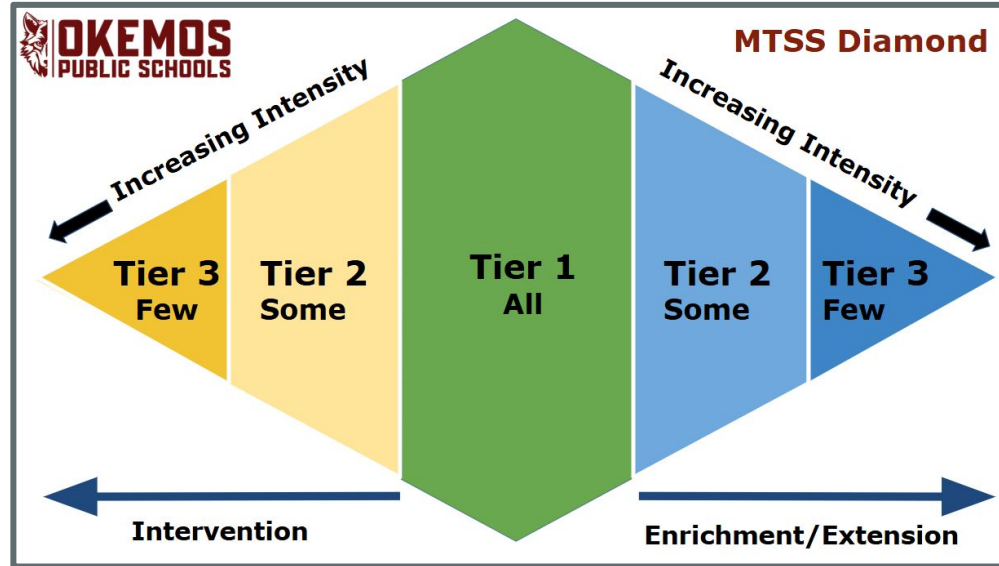 OKEMOS
PUBLIC SCHOOLS
MTSS Diamond
Increasing Intensity
Increasing Intensity
Tier 3
Few
Tier 2
Some
Tier 1
All
Tier 2
Some
Tier 3
Few
Intervention
Enrichment/Extension